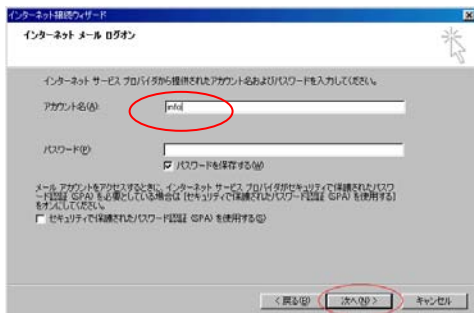 インターネット接続ウィザード
インターネット メール ログオン
インターネット サービス プロバイダから提供されたアカウント名およびパスワードを入力してください。
アカウント名(A):
info
パスワード(P):
パスワードを保存する(W)
メール アカウントをアクセスするときに、インターネット サービス プロバイダがセキュリティで保護されたパスワ
ード認証 (SPA) を必要としている場合は [セキュリティで保護されたパスワード認証 (SPA) を使用する]
をオンにしてください。
セキュリティで保護されたパスワード認証 (SPA) を使用する(S)
< 戻る(B)
次へ(N) >
キャンセル